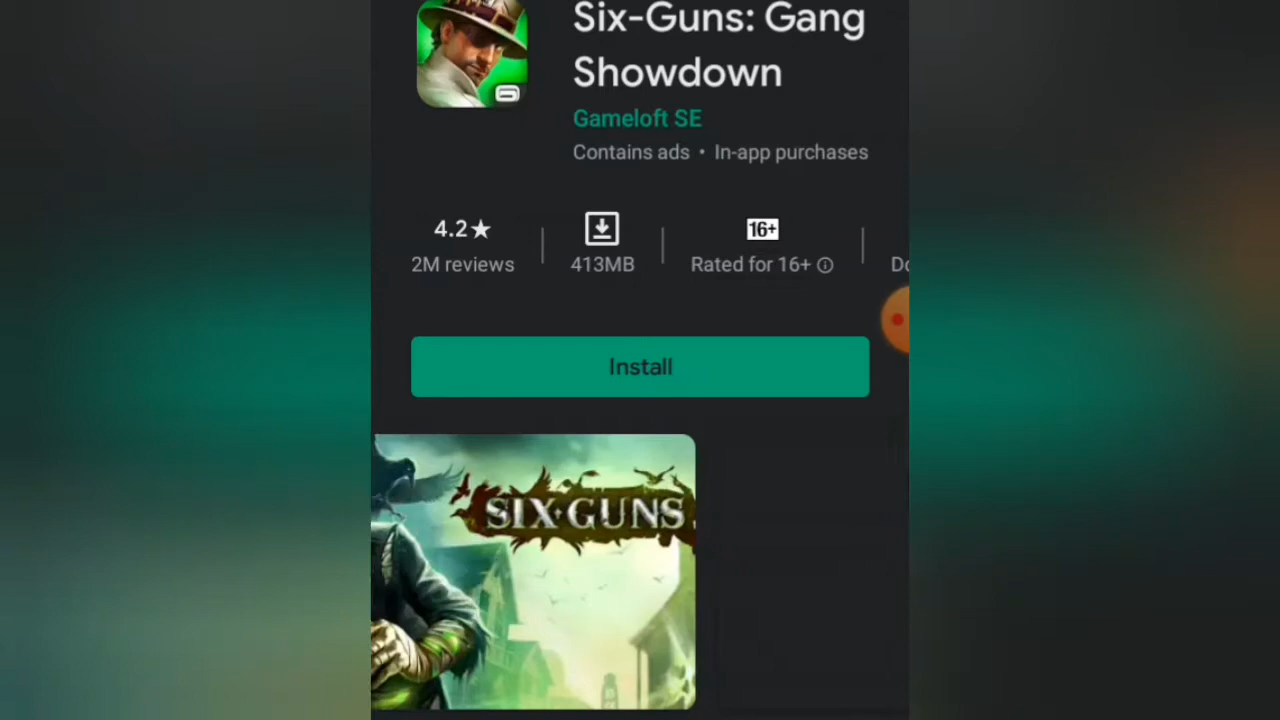 Six-Guns: Gang
Showdown
Gameloft SE
Contains ads • In-app purchases
4.2★
2M reviews
413MB
16+
Rated for 16+
Install
SIX-GUNS